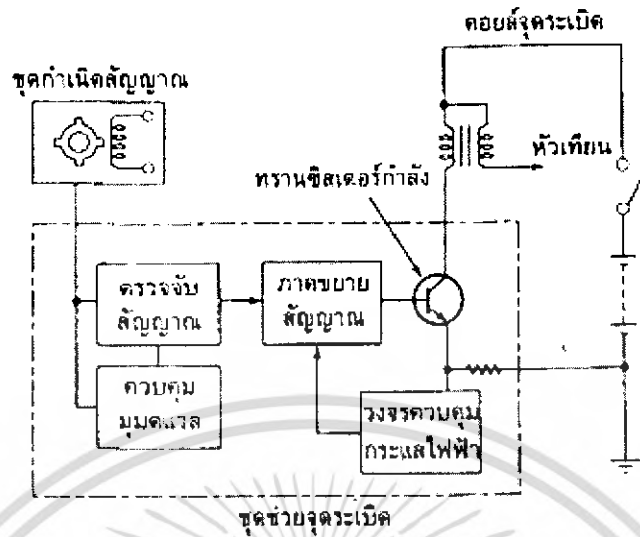 คอยล์จุดระเบิด
ชุดกำเนิดสัญญาณ
หัวเทียน
ทรานซิสเตอร์กำลัง
ตรวจจับ
สัญญาณ
ภาคขยาย
สัญญาณ
ควบคุม
มุมดแวล
วงจรควบคุม
กระแสไฟฟ้า
ชุดช่วยจุดระเบิด